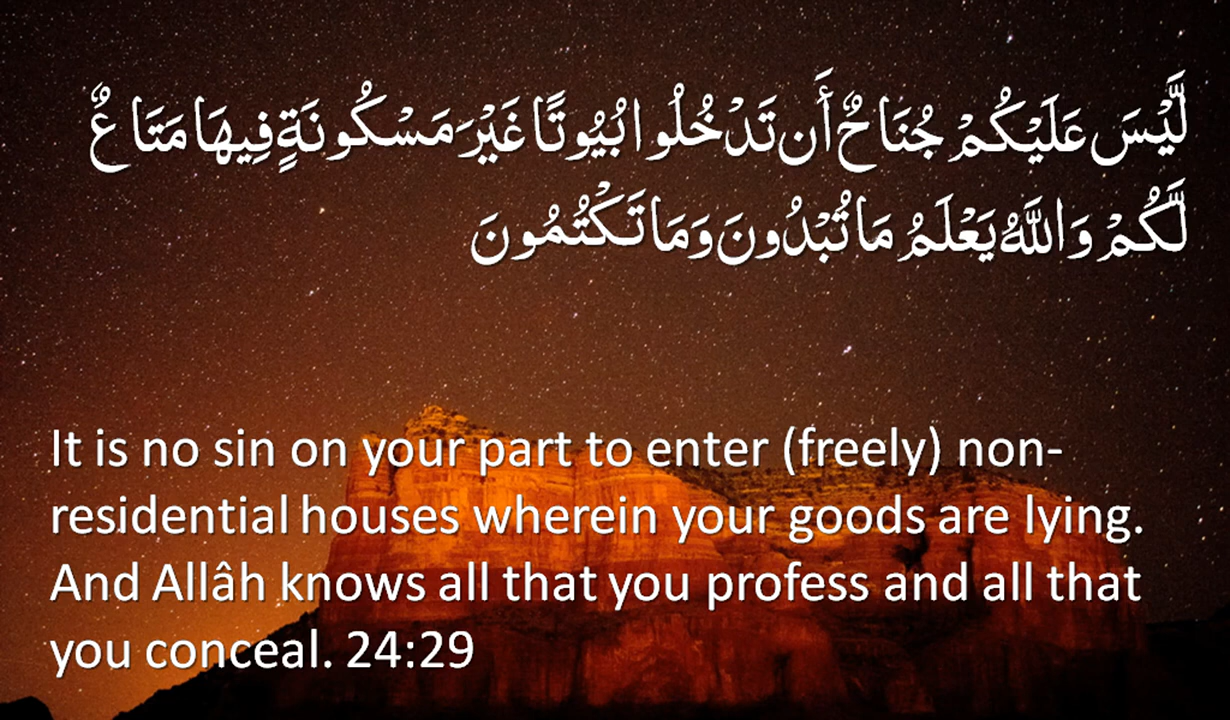 لَّيْسَ عَلَيْكُمْ جُنَاحٌ أَن تَدْخُلُوا بُيُوتًا غَيْرَ مَسْكُونَةٍ فِيهَا مَتَاعٌ
لَّكُمْ وَاللَّهُ يَعْلَمُ مَا تُبْدُونَ وَمَا تَكْتُمُونَ
It is no sin on your part to enter (freely) non-
residential houses wherein your goods are lying.
And Allâh knows all that you profess and all that
you conceal. 24:29